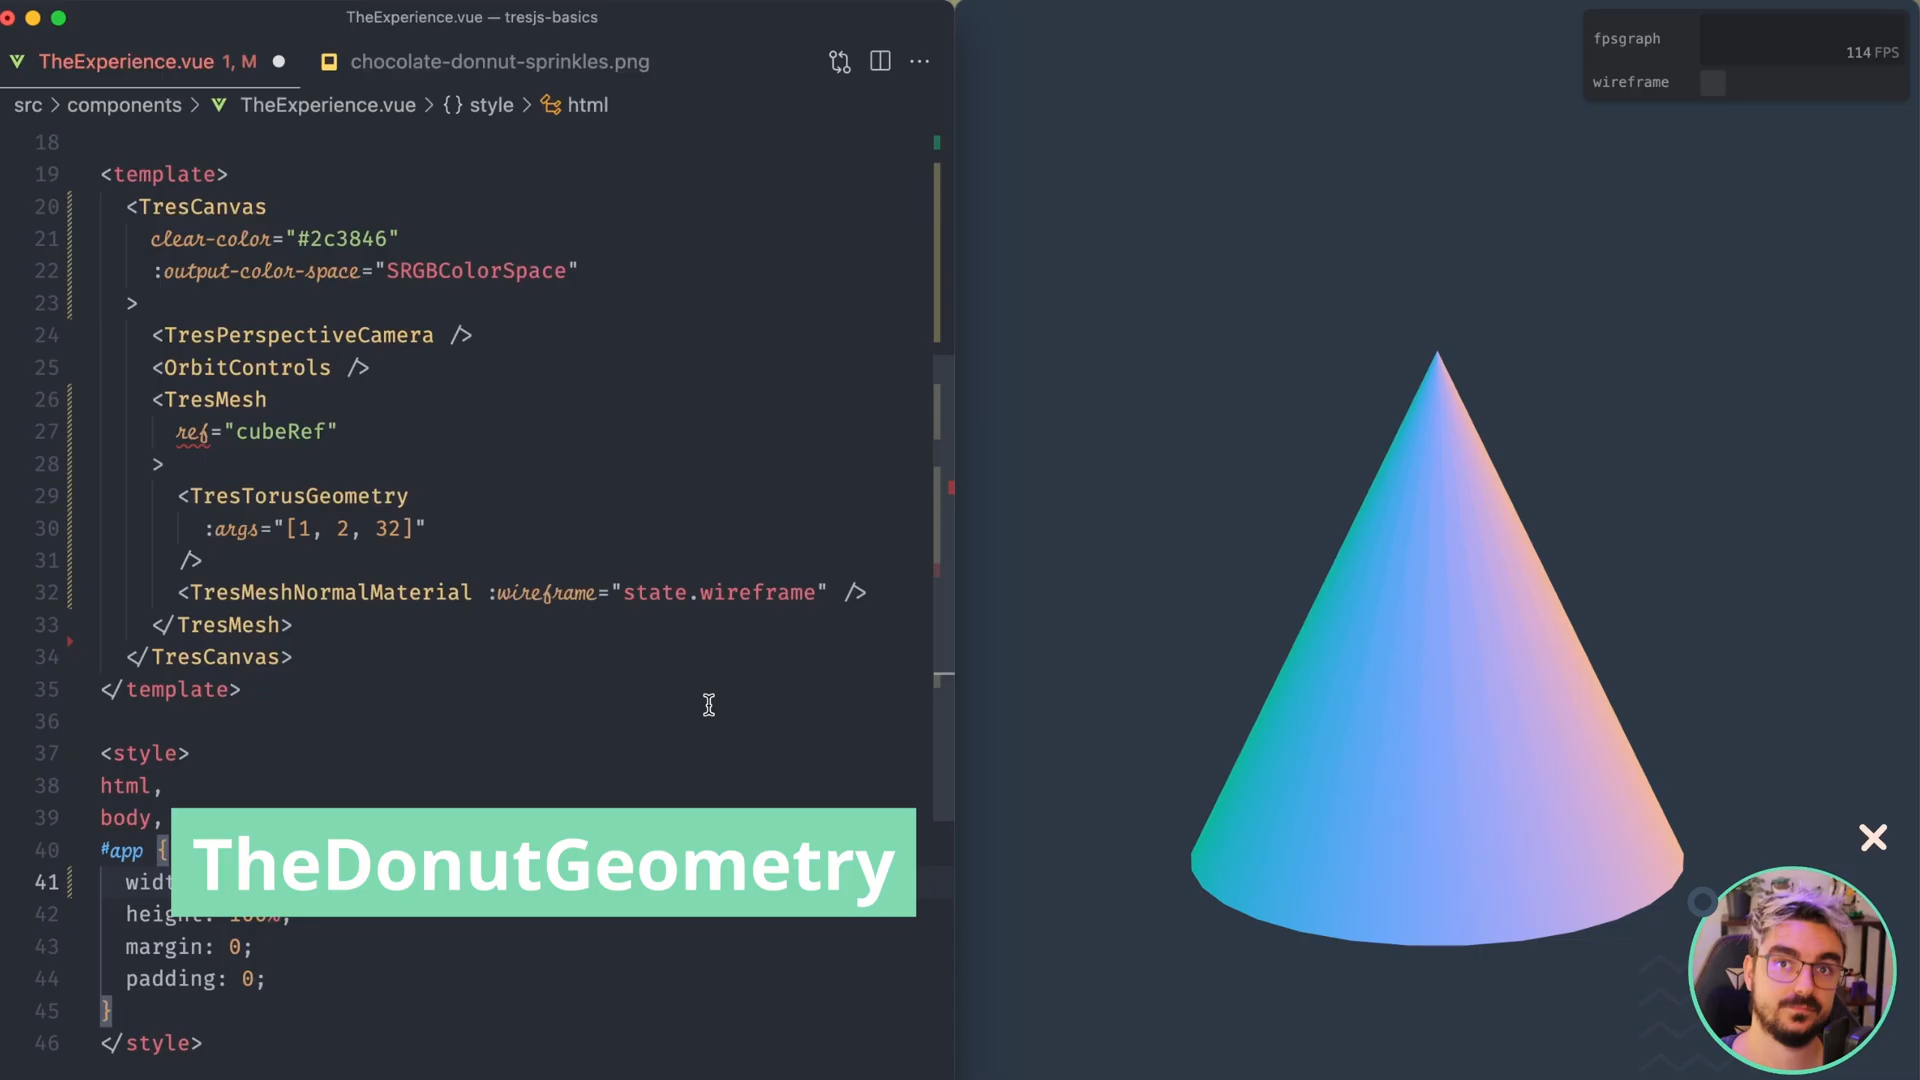 TheExperience.vue — tresjs-basics
TheExperience.vue 1, M
chocolate-donnut-sprinkles.png
src > components > TheExperience.vue > {} style > html
18
19 <template>
20 <TresCanvas
21 clear-color="#2c3846"
22 :output-color-space="SRGBColorSpace"
23 >
24 <TresPerspectiveCamera />
25 <OrbitControls />
26 <TresMesh
27 ref="cubeRef"
28 >
29 <TresTorusGeometry
30 :args="[1, 2, 32]"
31 />
32 <TresMeshNormalMaterial :wireframe="state.wireframe" />
33 </TresMesh>
34 </TresCanvas>
35 </template>
36
37 <style>
38 html,
39 body,
40 #app {
41 widt
42 height: 100%;
43 margin: 0;
44 padding: 0;
45 }
46 </style>
TheDonutGeometry
fpsgraph
114 FPS
wireframe